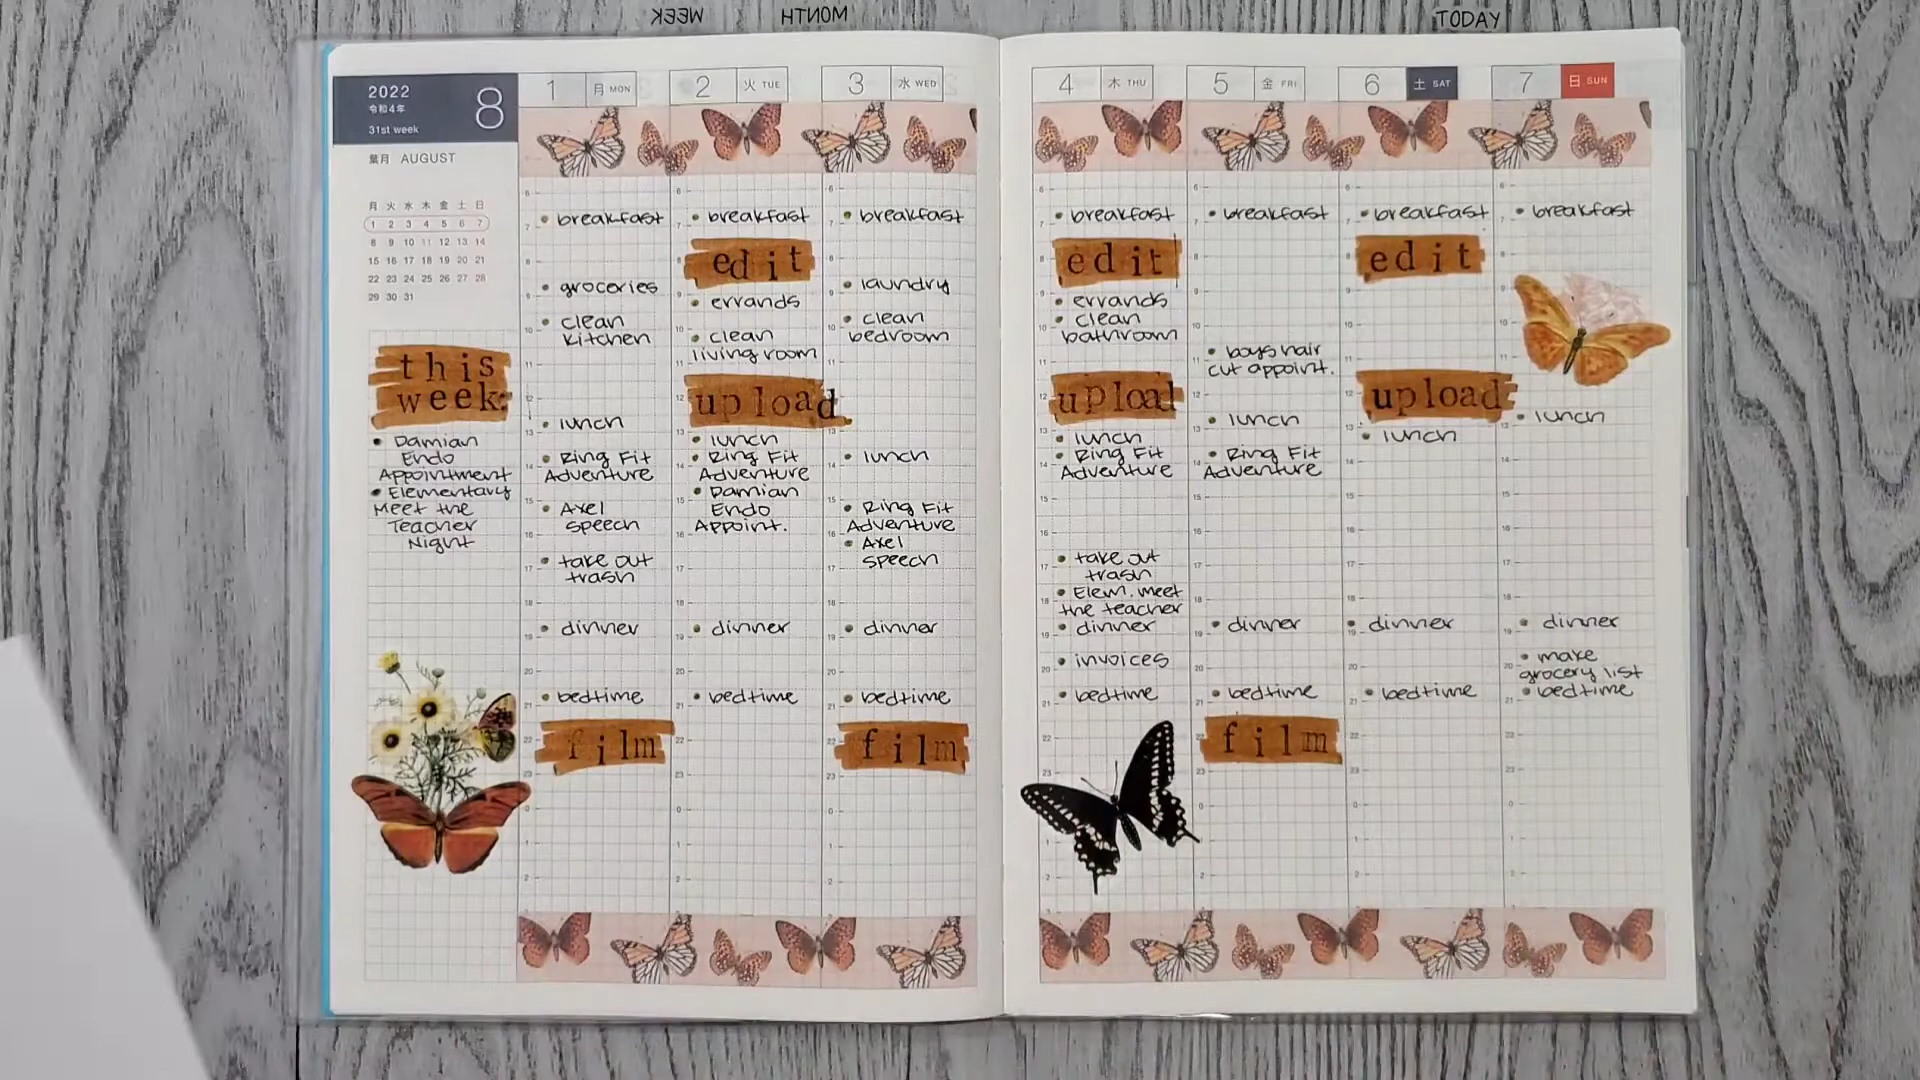 WEEK
MONTH
TODAY
2022
令和4年
31st week
8
葉月 AUGUST
月 火 水 木 金 土 日
1 2 3 4 5 6 7
8 9 10 11 12 13 14
15 16 17 18 19 20 21
22 23 24 25 26 27 28
29 30 31
this
week:
• Damian
Endo
Appointment
• Elementary
Meet the
Teacher
Night
1 月 MON
• breakfast
• groceries
• clean
kitchen
• lunch
• Ring Fit
Adventure
• Axel
speech
• take out
trash
• dinner
• bedtime
film
2 火 TUE
• breakfast
edit
• errands
• clean
living room
upload
• lunch
• Ring Fit
Adventure
• Damian
Endo
Appoint.
• dinner
• bedtime
3 水 WED
• breakfast
• laundry
• clean
bedroom
• lunch
• Ring Fit
Adventure
• Axel
speech
• dinner
• bedtime
film
4 木 THU
• breakfast
edit
• errands
• clean
bathroom
upload
• lunch
• Ring Fit
Adventure
• take out
trash
• Elem. meet
the teacher
• dinner
• invoices
• bedtime
5 金 FRI
• breakfast
• boys hair
cut appoint.
• lunch
• Ring Fit
Adventure
• dinner
• bedtime
film
6 土 SAT
• breakfast
edit
upload
• lunch
• dinner
• bedtime
7 日 SUN
• breakfast
• lunch
• dinner
• make
grocery list
• bedtime